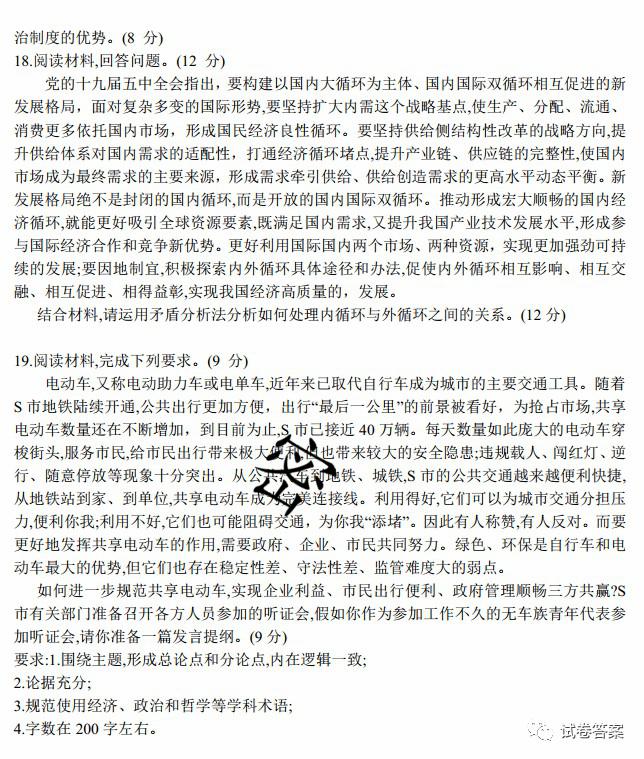 治制度的优势。(8 分)
18.阅读材料,回答问题。(12 分)
党的十九届五中全会指出，要构建以国内大循环为主体、国内国际双循环相互促进的新
发展格局，面对复杂多变的国际形势,要坚持扩大内需这个战略基点,使生产、分配、流通、
消费更多依托国内市场，形成国民经济良性循环。要坚持供给侧结构性改革的战略方向,提
升供给体系对国内需求的适配性，打通经济循环堵点,提升产业链、供应链的完整性,使国内
市场成为最终需求的主要来源，形成需求牵引供给、供给创造需求的更高水平动态平衡。新
发展格局绝不是封闭的国内循环,而是开放的国内国际双循环。推动形成宏大顺畅的国内经
济循环,就能更好吸引全球资源要素,既满足国内需求,又提升我国产业技术发展水平,形成参
与国际经济合作和竞争新优势。更好利用国际国内两个市场、两种资源，实现更加强劲可持
续的发展;要因地制宜,积极探索内外循环具体途径和办法,促使内外循环相互影响、相互交
融、相互促进、相得益彰,实现我国经济高质量的，发展。
结合材料,请运用矛盾分析法分析如何处理内循环与外循环之间的关系。(12 分)
19.阅读材料,完成下列要求。(9 分)
电动车,又称电动助力车或电单车,近年来已取代自行车成为城市的主要交通工具。随着
S 市地铁陆续开通,公共出行更加方便，出行“最后一公里”的前景被看好，为抢占市场,共享
电动车数量还在不断增加，到目前为止,S 市已接近 40 万辆。每天数量如此庞大的电动车穿
梭街头,服务市民,给市民出行带来极大便利,但也带来较大的安全隐患;违规载人、闯红灯、逆
行、随意停放等现象十分突出。从公共汽车到地铁、城铁,S 市的公共交通越来越便利快捷,
从地铁站到家、到单位,共享电动车成为完美连接线。利用得好,它们可以为城市交通分担压
力,便利你我;利用不好,它们也可能阻碍交通，为你我“添堵”。因此有人称赞,有人反对。而要
更好地发挥共享电动车的作用,需要政府、企业、市民共同努力。绿色、环保是自行车和电
动车最大的优势,但它们也存在稳定性差、守法性差、监管难度大的弱点。
如何进一步规范共享电动车,实现企业利益、市民出行便利、政府管理顺畅三方共赢?S
市有关部门准备召开各方人员参加的听证会,假如你作为参加工作不久的无车族青年代表参
加听证会,请你准备一篇发言提纲。(9 分)
要求:1.围绕主题,形成总论点和分论点,内在逻辑一致;
2.论据充分;
3.规范使用经济、政治和哲学等学科术语;
4.字数在 200 字左右。
试卷答案